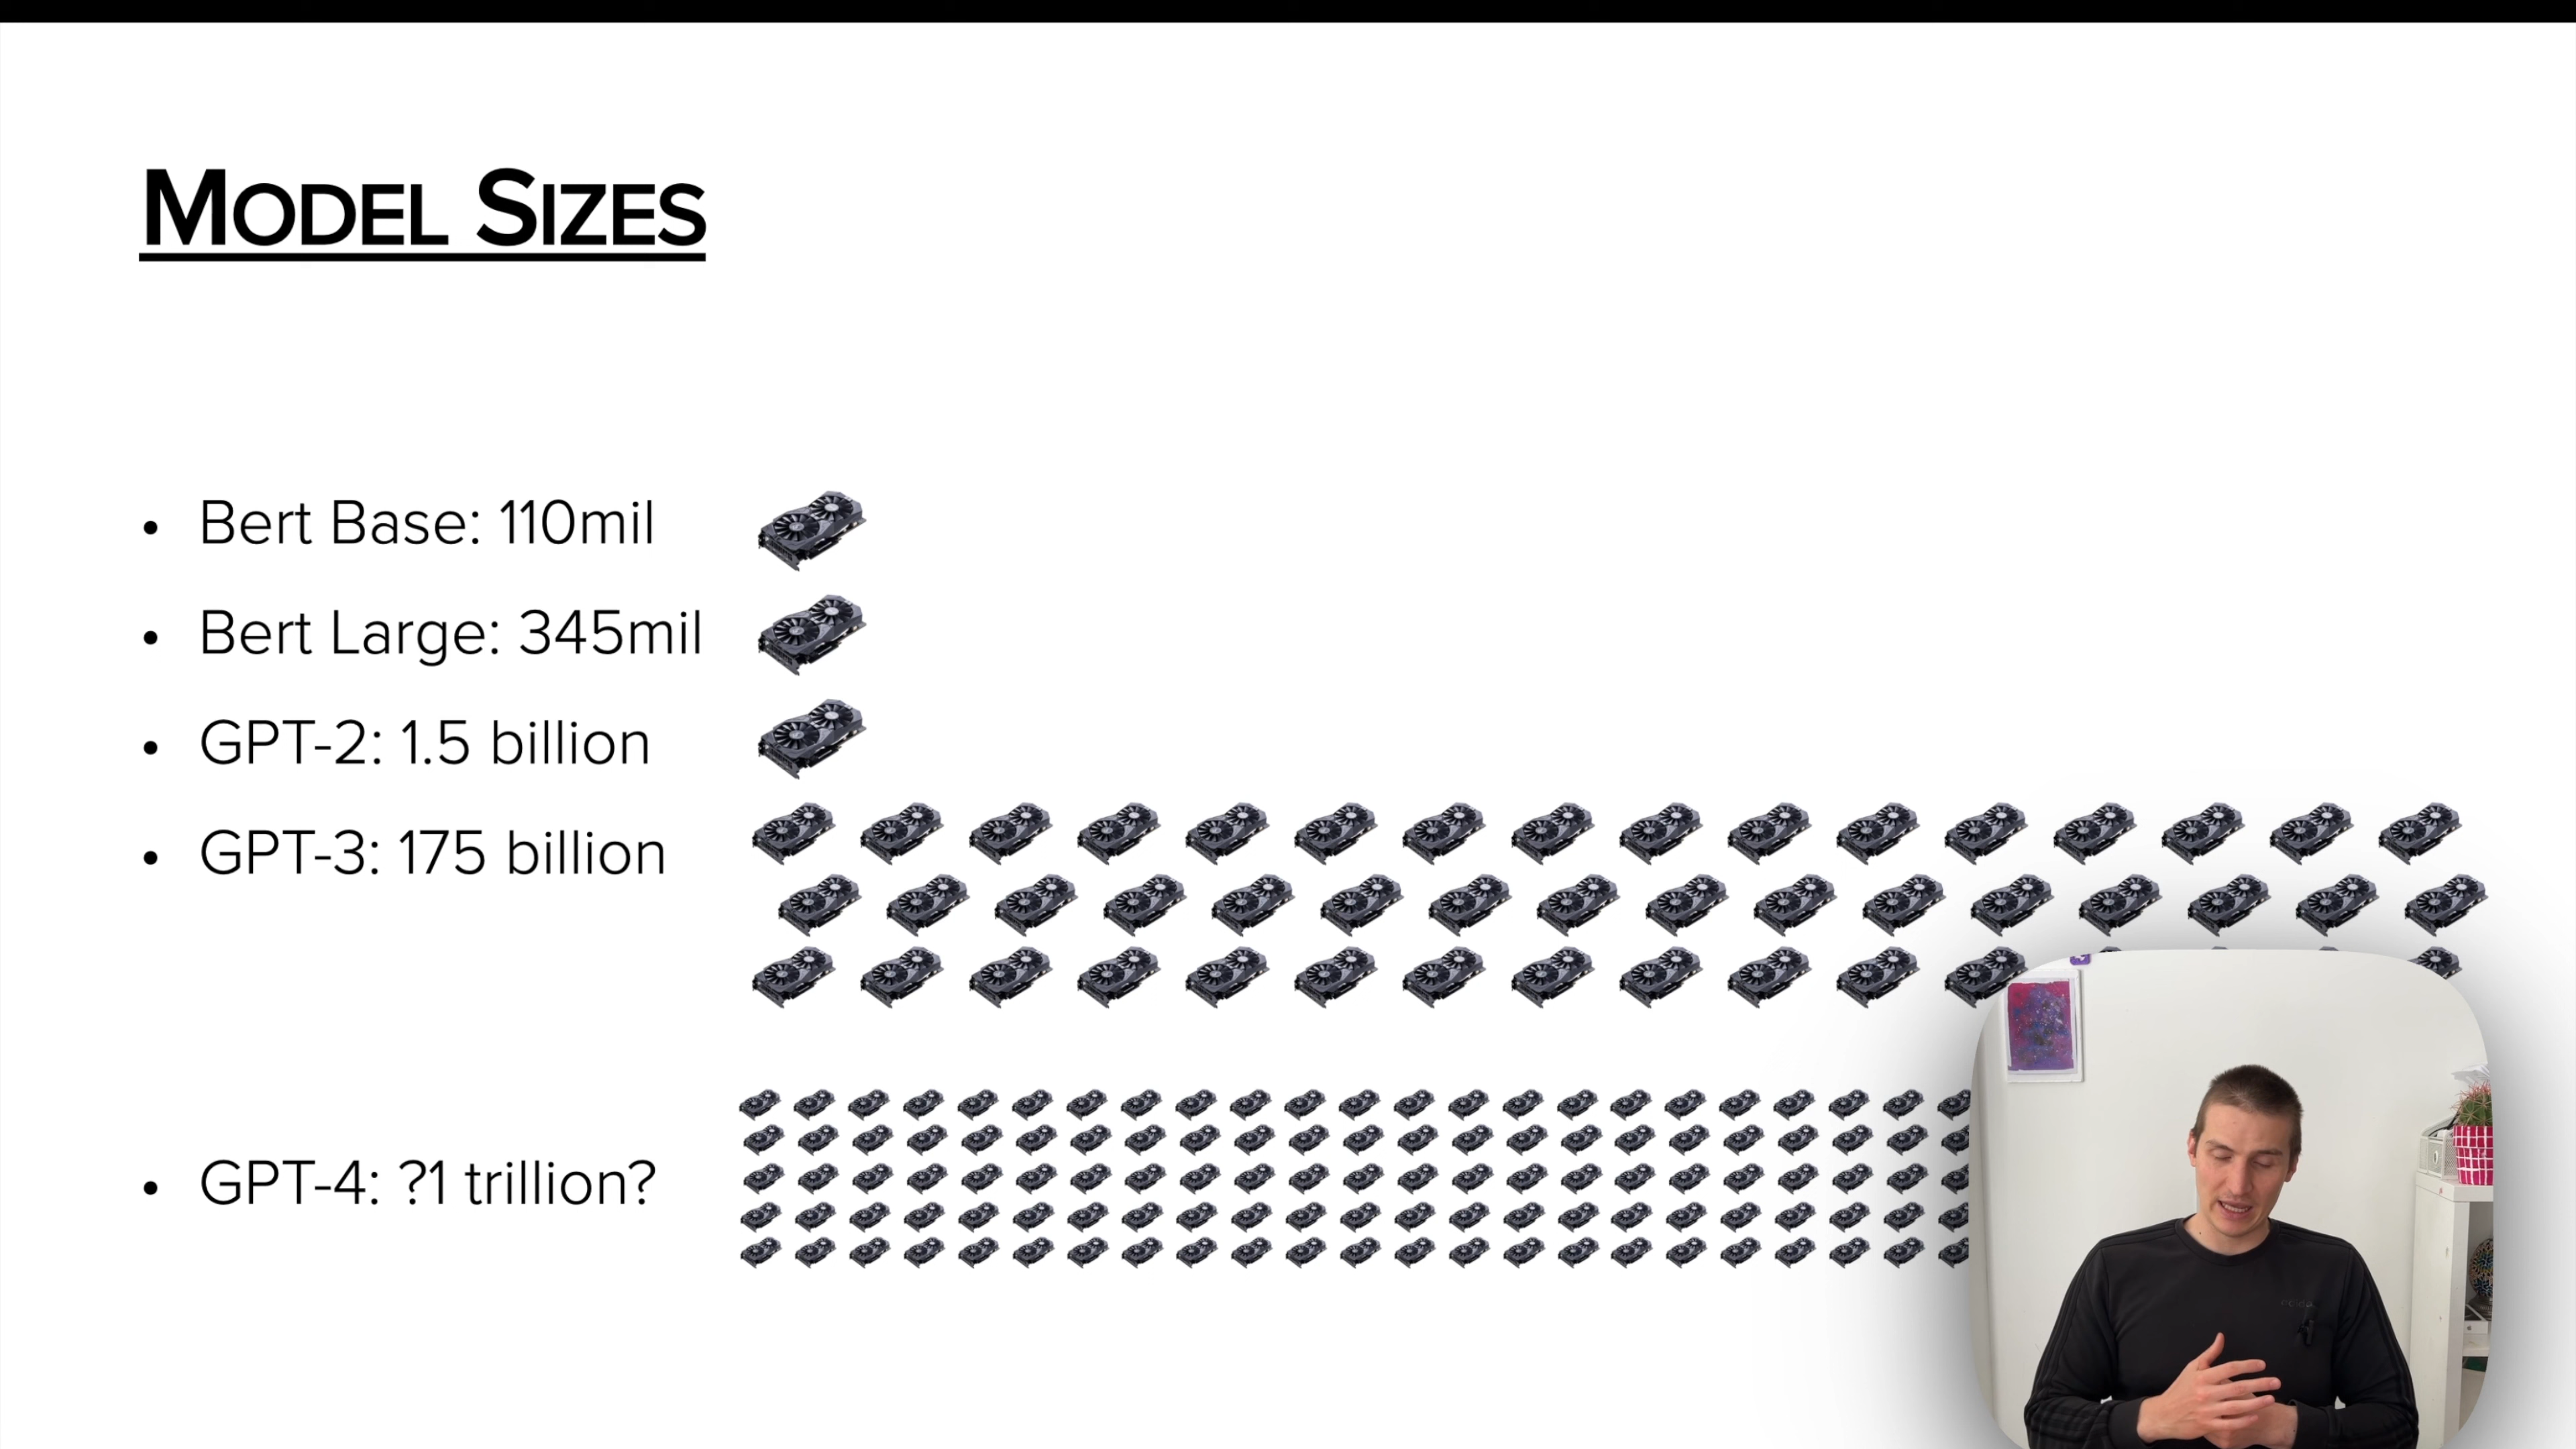 MODEL SIZES
• Bert Base: 110mil
• Bert Large: 345mil
• GPT-2: 1.5 billion
• GPT-3: 175 billion
• GPT-4: ?1 trillion?